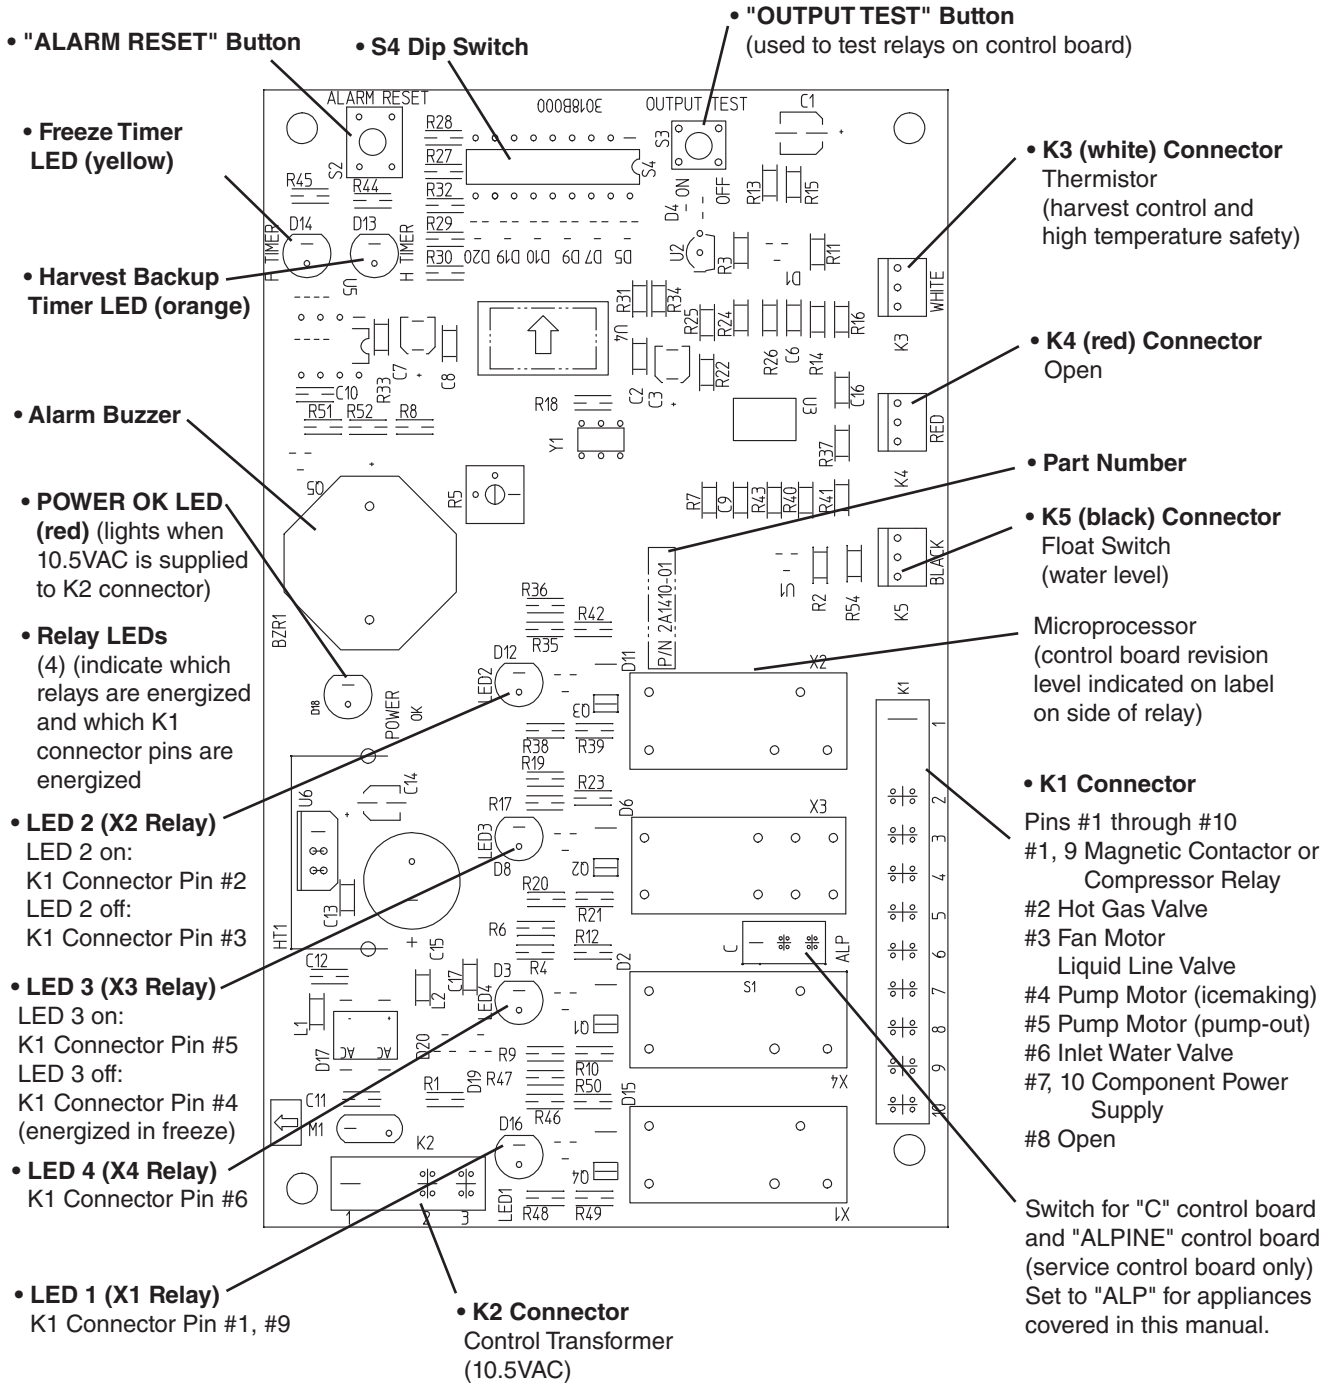 • "ALARM RESET" Button
• S4 Dip Switch
• "OUTPUT TEST" Button
(used to test relays on control board)
• Freeze Timer
LED (yellow)
• Harvest Backup
Timer LED (orange)
• Alarm Buzzer
• POWER OK LED
(red) (lights when
10.5VAC is supplied
to K2 connector)
• Relay LEDs
(4) (indicate which
relays are energized
and which K1
connector pins are
energized
• LED 2 (X2 Relay)
LED 2 on:
K1 Connector Pin #2
LED 2 off:
K1 Connector Pin #3
• LED 3 (X3 Relay)
LED 3 on:
K1 Connector Pin #5
LED 3 off:
K1 Connector Pin #4
(energized in freeze)
• LED 4 (X4 Relay)
K1 Connector Pin #6
• LED 1 (X1 Relay)
K1 Connector Pin #1, #9
• K2 Connector
Control Transformer
(10.5VAC)
• K3 (white) Connector
Thermistor
(harvest control and
high temperature safety)
• K4 (red) Connector
Open
• Part Number
• K5 (black) Connector
Float Switch
(water level)
Microprocessor
(control board revision
level indicated on label
on side of relay)
• K1 Connector
Pins #1 through #10
#1, 9 Magnetic Contactor or
Compressor Relay
#2 Hot Gas Valve
#3 Fan Motor
Liquid Line Valve
#4 Pump Motor (icemaking)
#5 Pump Motor (pump-out)
#6 Inlet Water Valve
#7, 10 Component Power
Supply
#8 Open
Switch for "C" control board
and "ALPINE" control board
(service control board only)
Set to "ALP" for appliances
covered in this manual.
ALARM RESET
3018B000
OUTPUT TEST
C1
S2
R28
R27
R32
R29
R30
S4
S3
ON
OFF
D4
R13
R15
R45
R44
D14
D13
F TIMER
H TIMER
U5
D20
D19
D10
D9
D7
D5
U2
R3
D1
R11
WHITE
K3
R31
R34
U4
R25
R24
R26
C6
R14
R16
C10
R33
C7
C8
C2
C3
R22
C16
R51
R52
R8
R18
Y1
U3
R37
RED
K4
Q5
R5
R7
C9
R43
R40
R41
BLACK
K5
BZR1
P/N 2A1410-01
U1
R2
R54
R36
R42
R35
D12
LED2
D11
X2
K1
Q3
D18
POWER
OK
R38
R39
R19
R23
R17
LED3
D8
D6
X3
Q2
U6
C14
C13
HT1
C15
R20
R21
R6
R12
R4
D2
C
ALP
S1
C12
L1
L2
C17
D3
LED4
Q1
D17
AC
AC
D20
D19
R9
R10
R47
R50
R46
D15
X4
C11
R1
M1
K2
D16
LED1
Q4
R48
R49
X1
1
2
3
1
2
3
4
5
6
7
8
9
10